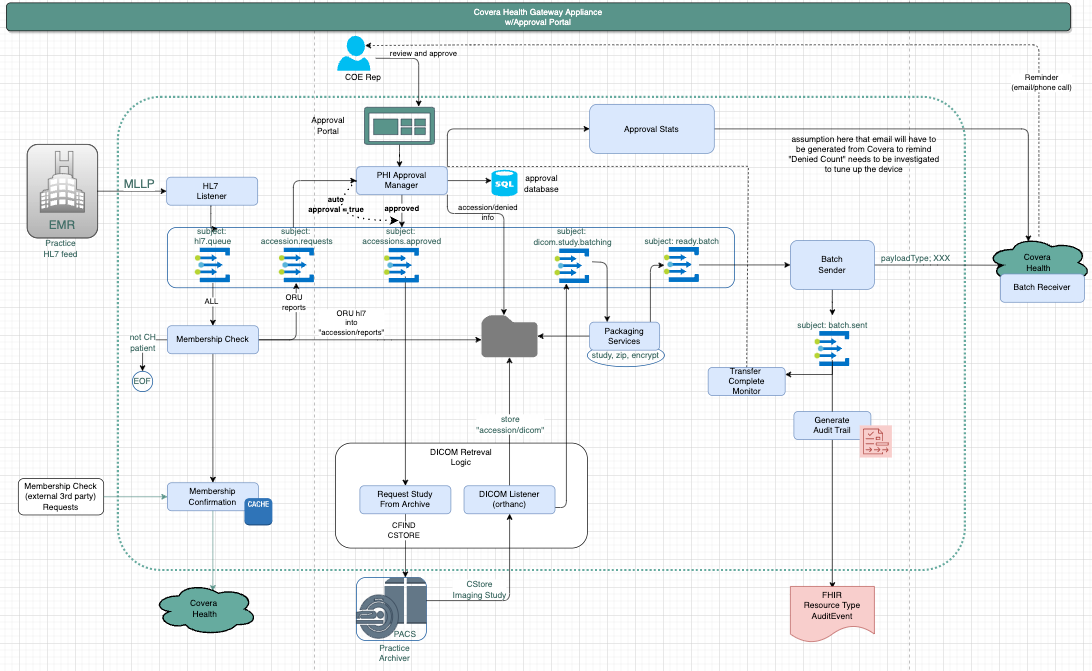 Covera Health Gateway Appliance
w/Approval Portal
review and approve
COE Rep
Reminder
(email/phone call)
Approval
Portal
Approval Stats
assumption here that email will have to
be generated from Covera to remind
"Denied Count" needs to be investigated
to tune up the device
MLLP
HL7
Listener
PHI Approval
Manager
SQL
approval
database
EMR
Practice
HL7 feed
auto
approval = true
approved
accession/denied
info
subject:
hl7.queue
subject:
accession.requests
subject:
accessions.approved
subject:
dicom.study.batching
subject: ready.batch
Batch
Sender
payloadType; XXX
Covera
Health
Batch Receiver
ALL
ORU
reports
ORU hl7
into
"accession/reports"
not CH
patient
EOF
Membership Check
Packaging
Services
study, zip, encrypt
subject: batch.sent
Transfer
Complete
Monitor
Generate
Audit Trail
store
"accession/dicom"
DICOM Retreval
Logic
Request Study
From Archive
DICOM Listener
(orthanc)
CFIND
CSTORE
Membership Check
(external 3rd party)
Requests
Membership
Confirmation
CACHE
CStore
Imaging Study
Covera
Health
PACS
Practice
Archiver
FHIR
Resource Type
AuditEvent